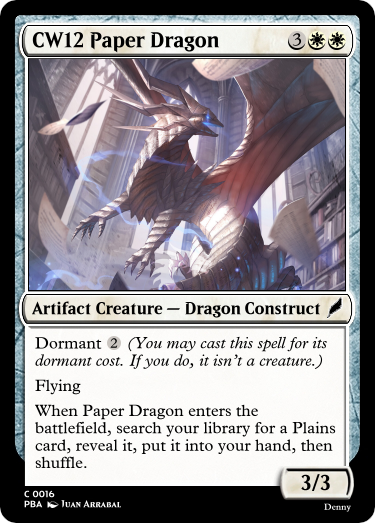 CW12 Paper Dragon 3
Artifact Creature — Dragon Construct
Dormant 2 (You may cast this spell for its
dormant cost. If you do, it isn't a creature.)
Flying
When Paper Dragon enters the
battlefield, search your library for a Plains
card, reveal it, put it into your hand, then
shuffle.
3/3
C 0016
PBA Juan Arrabal
Denny